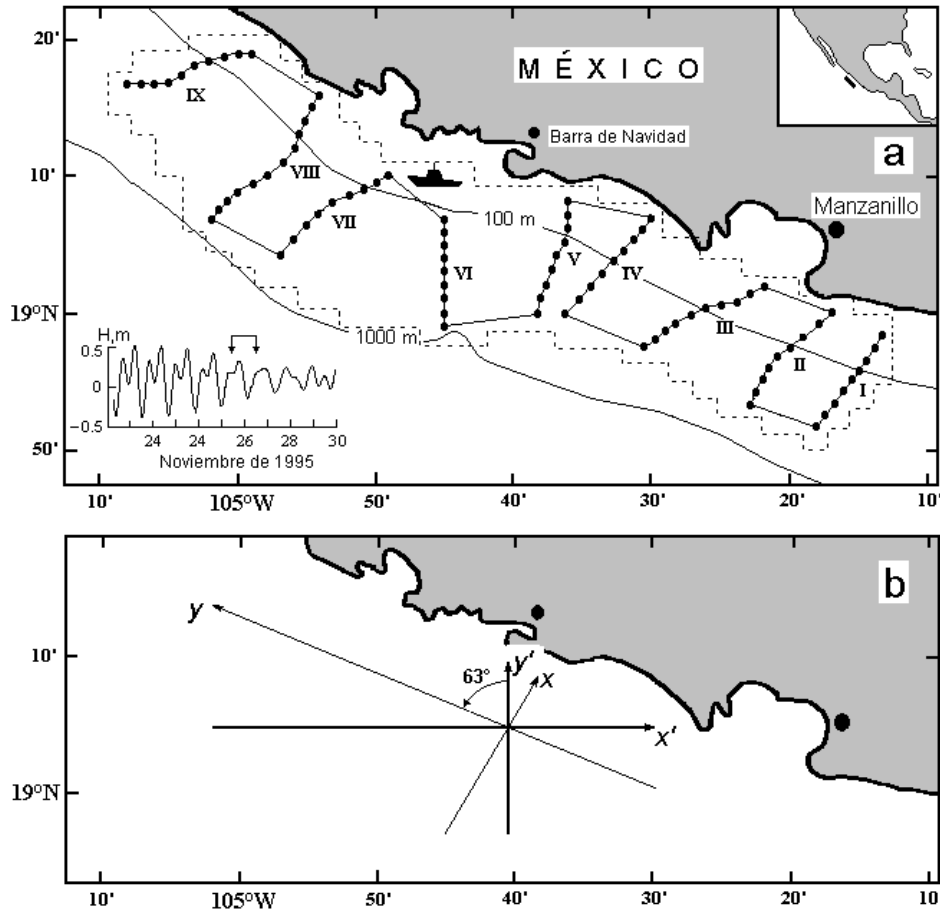 20'
MÉXICO
a
IX
Barra de Navidad
10'
VIII
Manzanillo
VII
100 m
VI
V
IV
19°N
III
1000 m
H,m
0.5
0
−0.5
II
I
24 24 26 28 30
Noviembre de 1995
50'
10' 105°W 50' 40' 30' 20' 10'
b
y
10'
63°
y'
x
x'
19°N
10' 105°W 50' 40' 30' 20' 10'